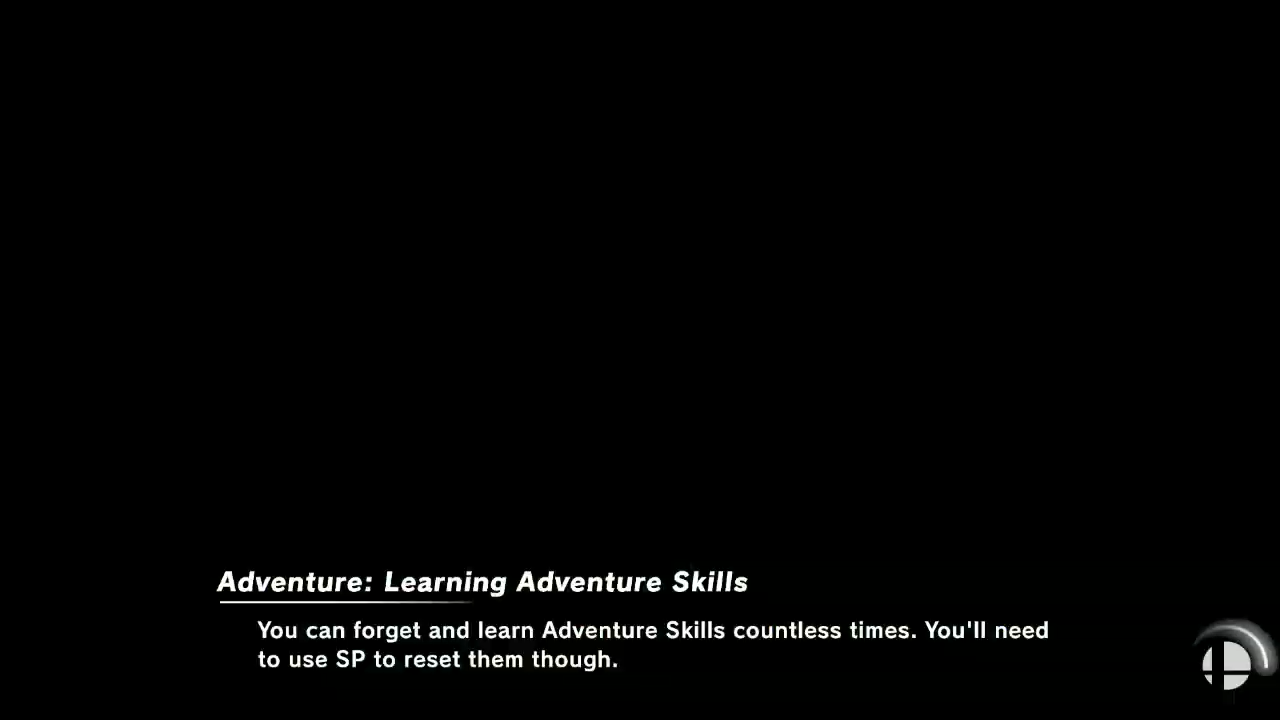 Adventure: Learning Adventure Skills
You can forget and learn Adventure Skills countless times. You'll need
to use SP to reset them though.